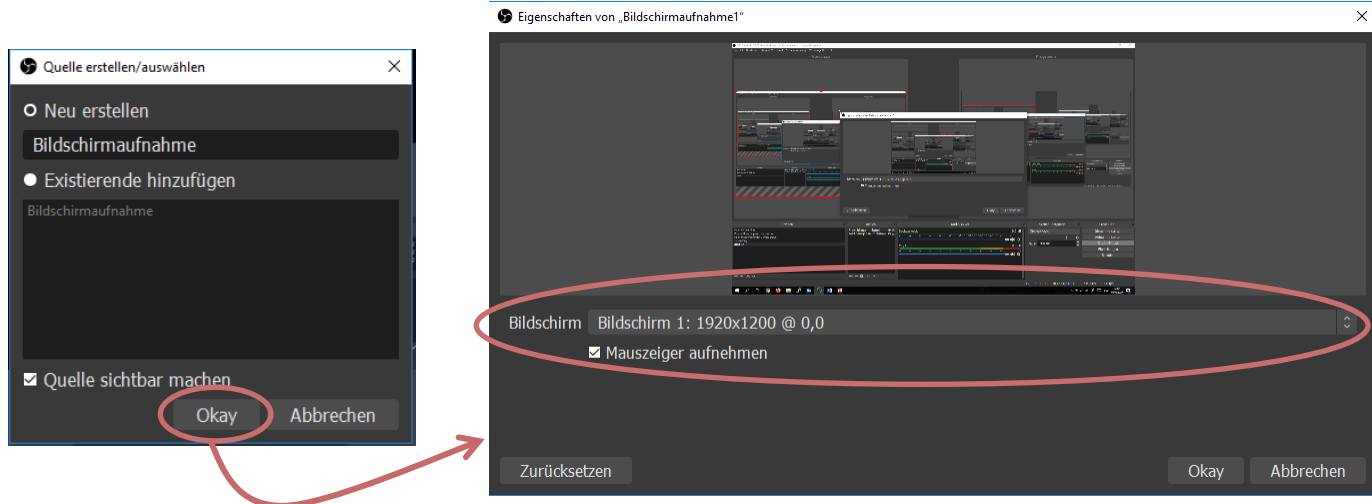 Quelle erstellen/auswählen
Neu erstellen
Bildschirmaufnahme
Existierende hinzufügen
Bildschirmaufnahme
Quelle sichtbar machen
Okay
Abbrechen
Eigenschaften von „Bildschirmaufnahme1“
Bildschirm
Bildschirm 1: 1920x1200 @ 0,0
Mauszeiger aufnehmen
Zurücksetzen
Okay
Abbrechen